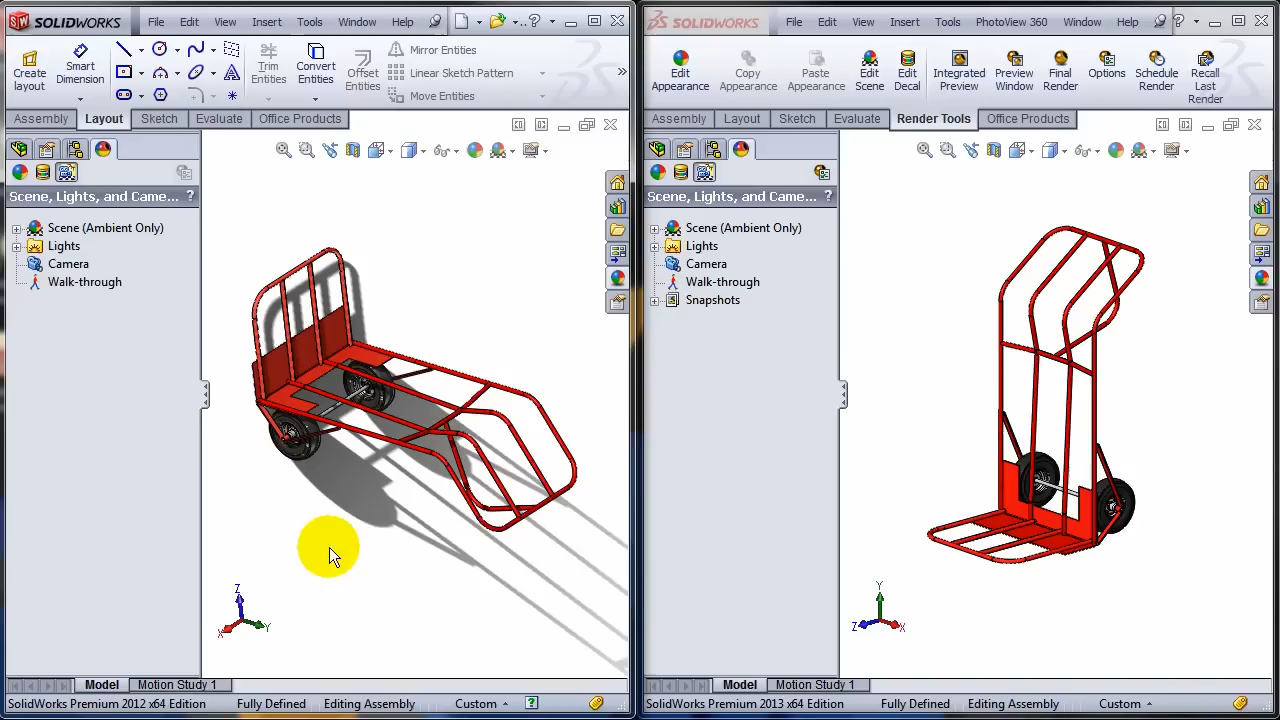 SOLIDWORKS File Edit View Insert Tools Window Help
Create layout
Smart Dimension
Trim Entities
Convert Entities
Offset Entities
Mirror Entities
Linear Sketch Pattern
Move Entities
Assembly Layout Sketch Evaluate Office Products
Scene, Lights, and Came... ?
Scene (Ambient Only)
Lights
Camera
Walk-through
Z
X
Y
Model Motion Study 1
SolidWorks Premium 2012 x64 Edition Fully Defined Editing Assembly Custom ?
SOLIDWORKS File Edit View Insert Tools PhotoView 360 Window Help ?
Edit Appearance
Copy Appearance
Paste Appearance
Edit Scene
Edit Decal
Integrated Preview
Preview Window
Final Render
Options
Schedule Render
Recall Last Render
Assembly Layout Sketch Evaluate Render Tools Office Products
Scene, Lights, and Camera... ?
Scene (Ambient Only)
Lights
Camera
Walk-through
Snapshots
Y
Z
X
Model Motion Study 1
SolidWorks Premium 2013 x64 Edition Fully Defined Editing Assembly Custom